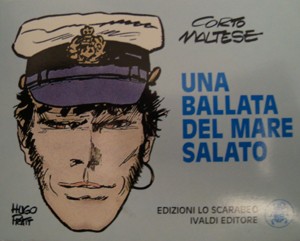 CORTO
MALTESE
UNA
BALLATA
DEL MARE
SALATO
HUGO
PRATT
EDIZIONI LO SCARABEO
IVALDI EDITORE